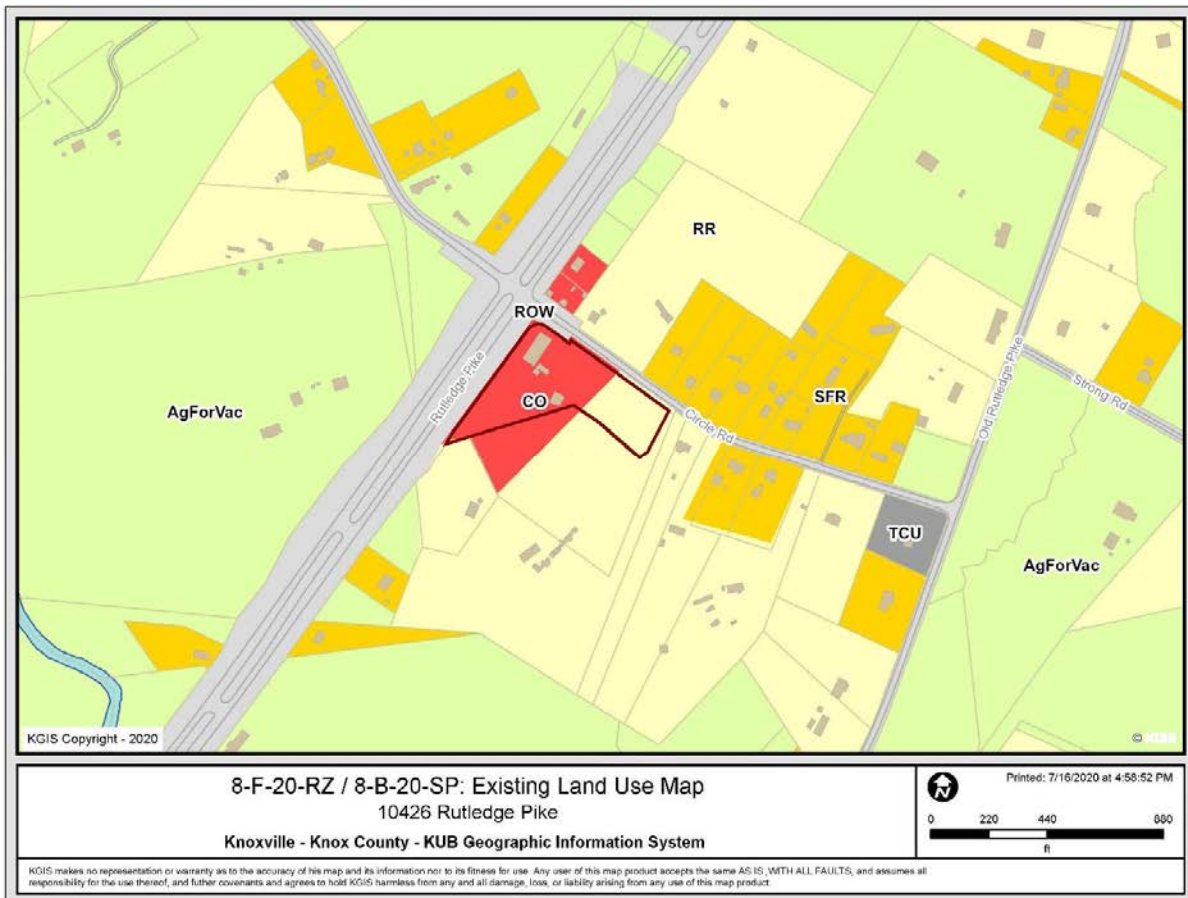 RR
ROW
Rutledge Pike
CO
AgForVac
SFR
Circle Rd
Old Rutledge Pike
Strong Rd
TCU
AgForVac
KGIS Copyright - 2020
8-F-20-RZ / 8-B-20-SP: Existing Land Use Map
10426 Rutledge Pike
Knoxville - Knox County - KUB Geographic Information System
N
Printed: 7/16/2020 at 4:58:52 PM
0 220 440 880
ft
KGIS makes no representation or warranty as to the accuracy of his map and its information nor to its fitness for use. Any user of this map product accepts the same AS IS ,WITH ALL FAULTS, and assumes all
responsibility for the use thereof, and futher covenants and agrees to hold KGIS harmless from any and all damage, loss, or liability arising from any use of this map product.